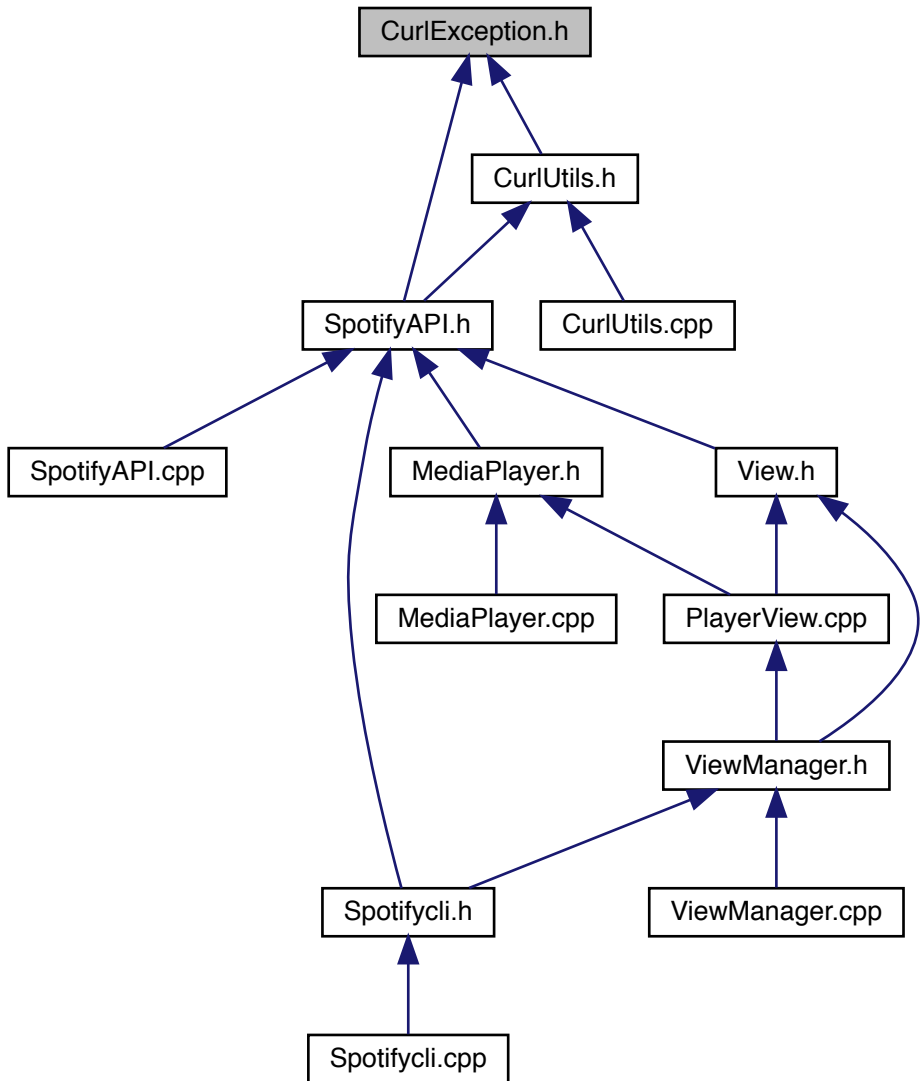 CurlException.h
CurlUtils.h
SpotifyAPI.h
CurlUtils.cpp
SpotifyAPI.cpp
MediaPlayer.h
View.h
MediaPlayer.cpp
PlayerView.cpp
ViewManager.h
Spotifycli.h
ViewManager.cpp
Spotifycli.cpp